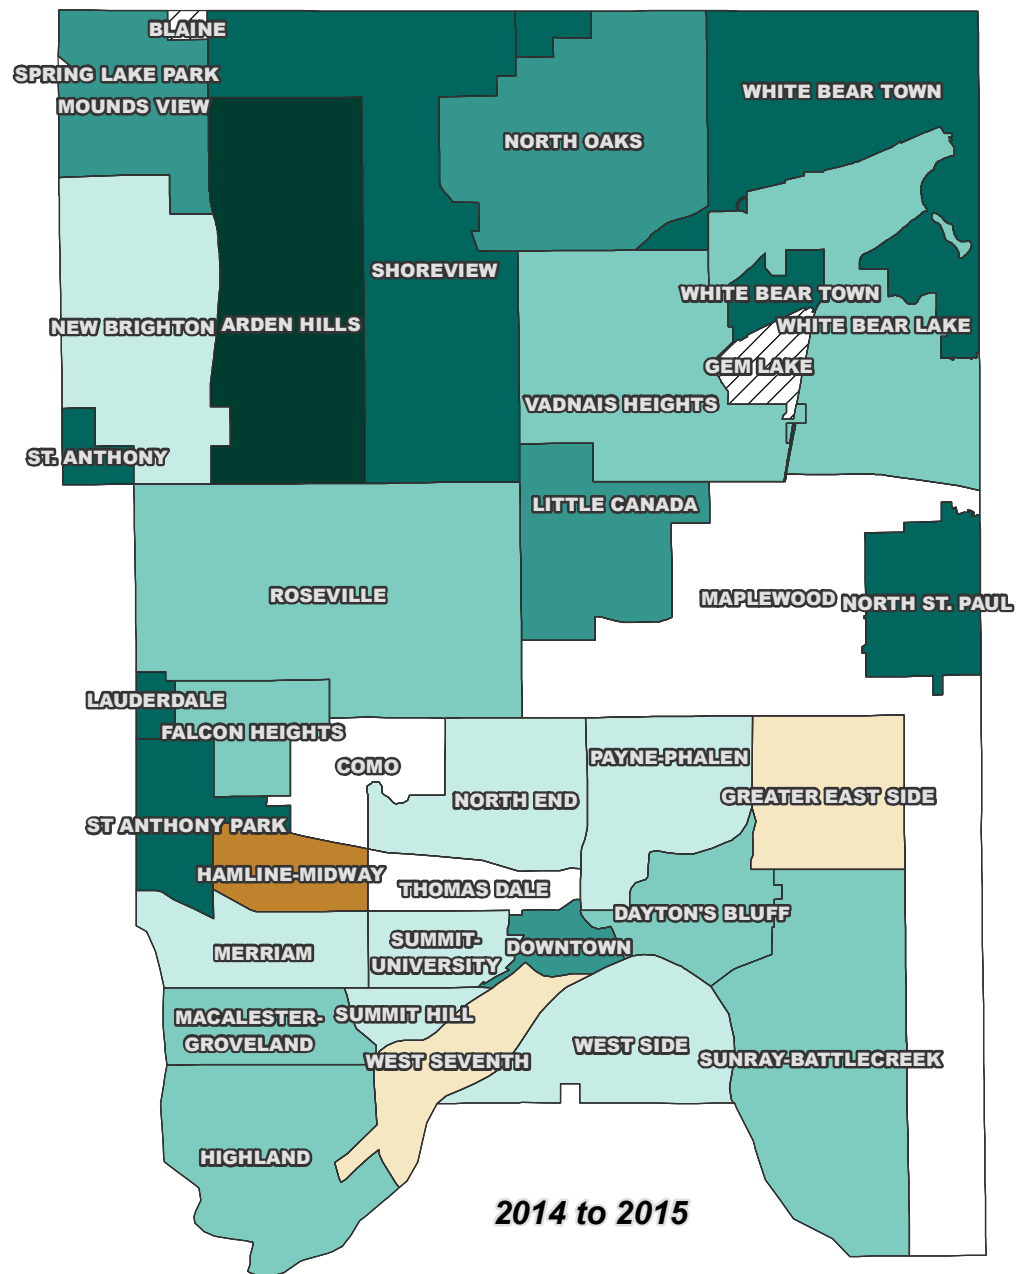 BLAINE
SPRING LAKE PARK
WHITE BEAR TOWN
MOUNDS VIEW
NORTH OAKS
SHOREVIEW
WHITE BEAR TOWN
NEW BRIGHTON
ARDEN HILLS
WHITE BEAR LAKE
GEM LAKE
VADNAIS HEIGHTS
ST. ANTHONY
LITTLE CANADA
ROSEVILLE
MAPLEWOOD
NORTH ST. PAUL
LAUDERDALE
FALCON HEIGHTS
PAYNE-PHALEN
COMO
NORTH END
GREATER EAST SIDE
ST ANTHONY PARK
HAMLINE-MIDWAY
THOMAS DALE
DAYTON'S BLUFF
MERRIAM
SUMMIT-
UNIVERSITY
DOWNTOWN
MACALESTER-
GROVELAND
SUMMIT HILL
WEST SIDE
WEST SEVENTH
SUNRAY-BATTLECREEK
HIGHLAND
2014 to 2015